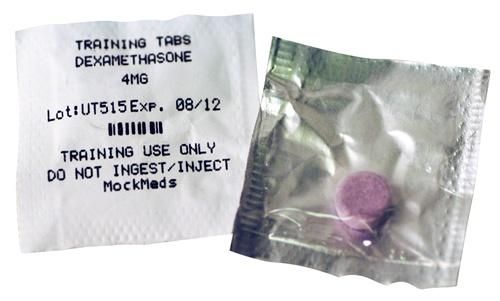 TRAINING TABS
DEXAMETHASONE
4MG
Lot:UT515 Exp. 08/12
TRAINING USE ONLY
DO NOT INGEST/INJECT
MockMeds